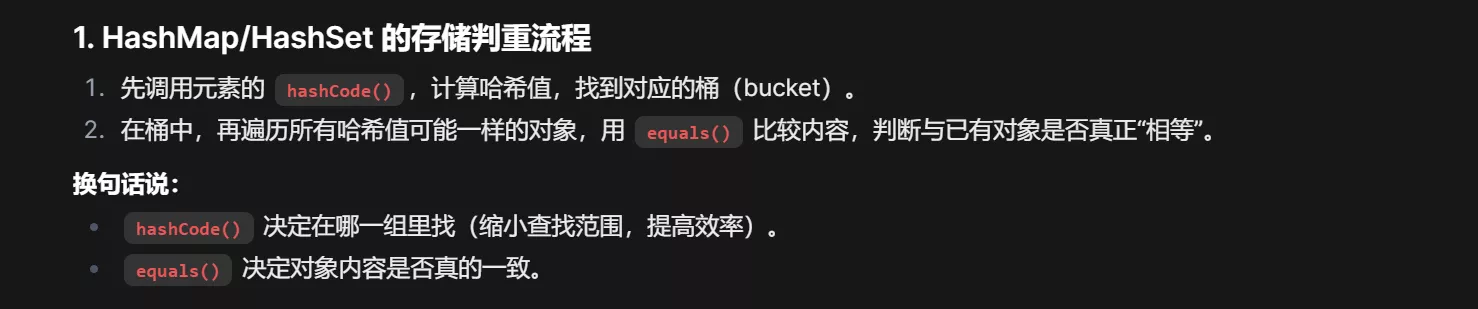 1. HashMap/HashSet 的存储判重流程
1. 先调用元素的 hashCode() ，计算哈希值，找到对应的桶（bucket）。
2. 在桶中，再遍历所有哈希值可能一样的对象，用 equals() 比较内容，判断与已有对象是否真正“相等”。
换句话说：
• hashCode() 决定在哪一组里找（缩小查找范围，提高效率）。
• equals() 决定对象内容是否真的一致。